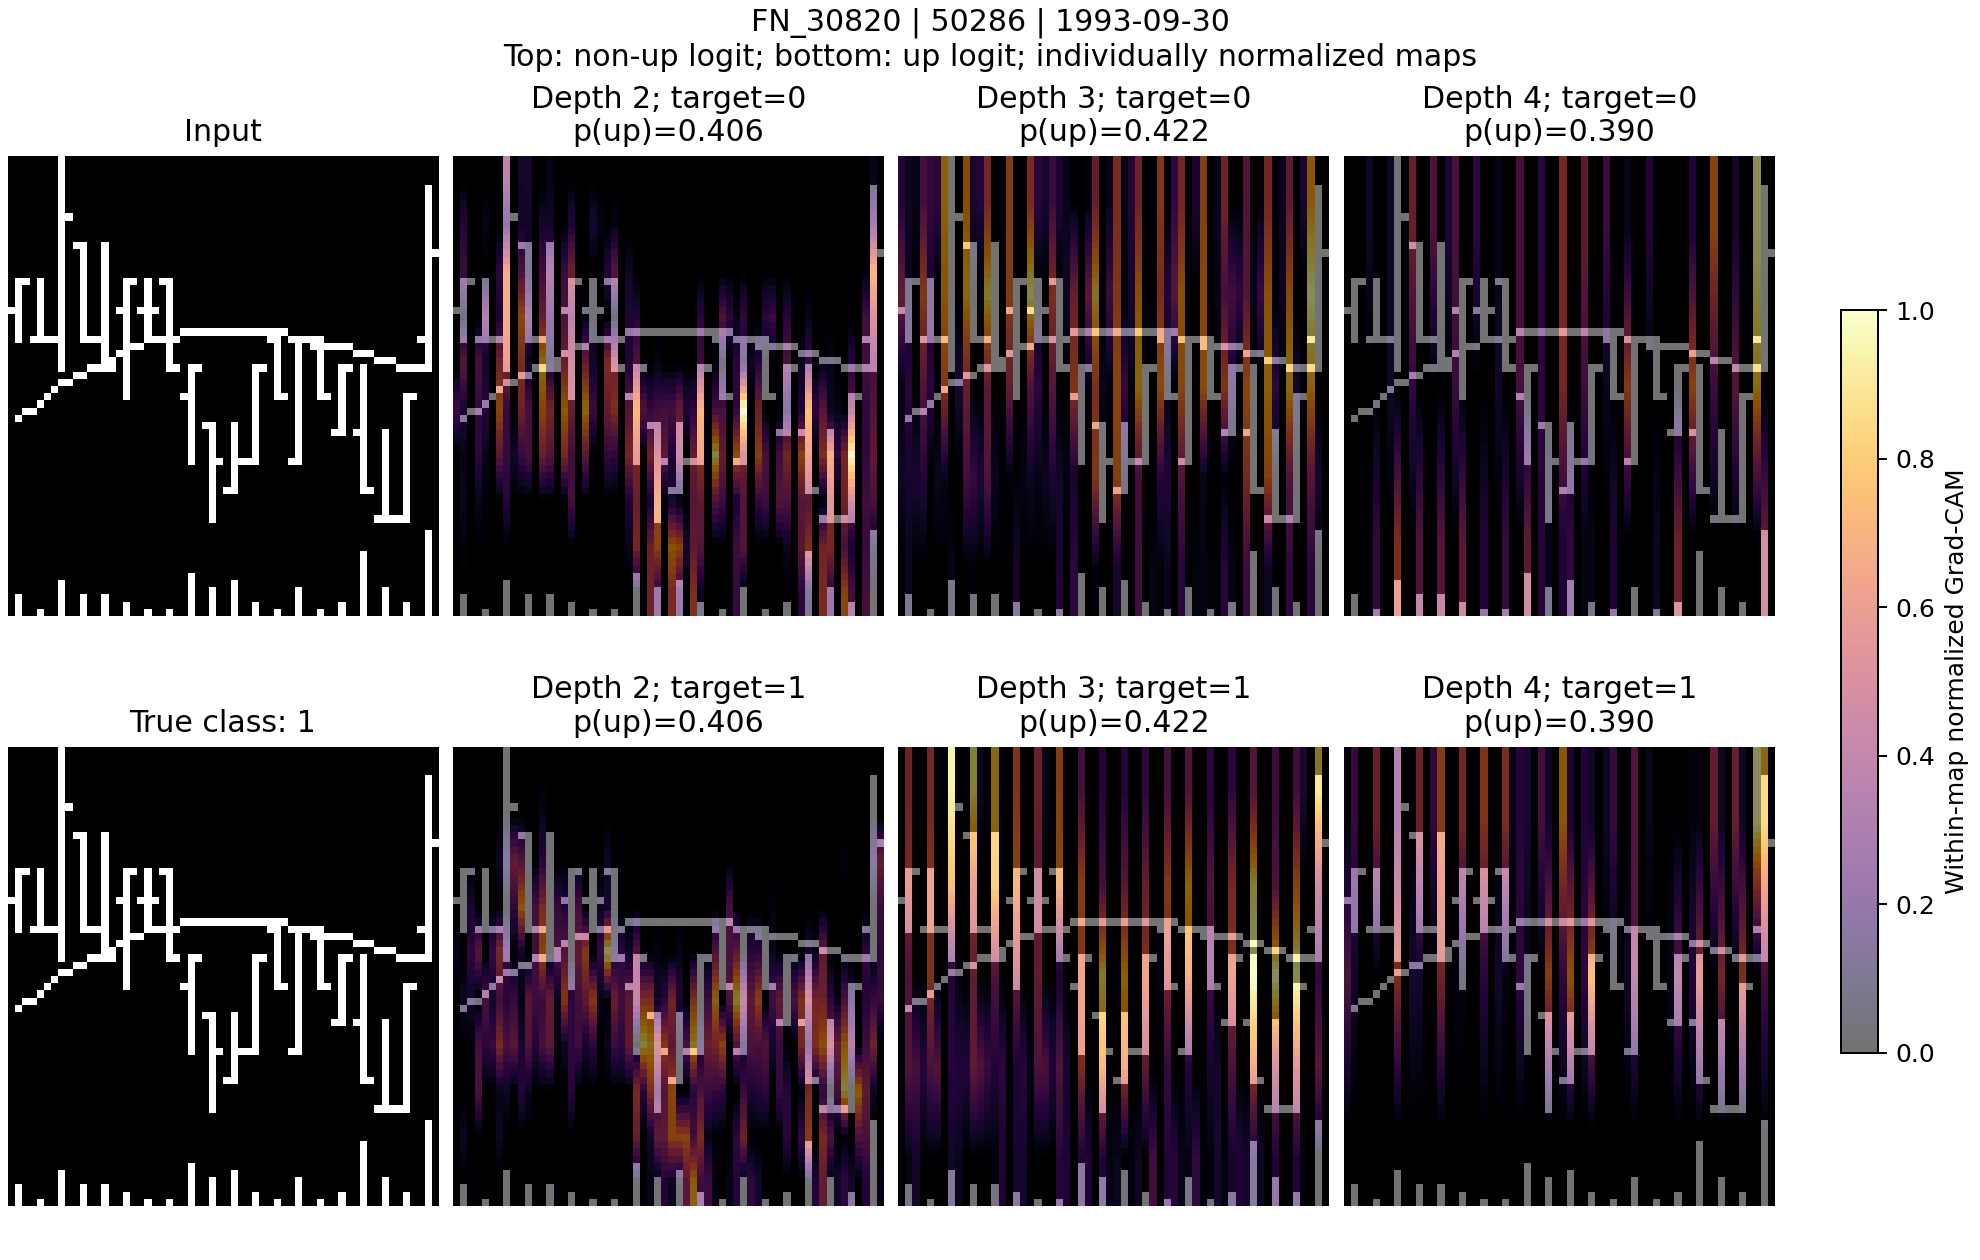 FN_30820 | 50286 | 1993-09-30
Top: non-up logit; bottom: up logit; individually normalized maps
Input
Depth 2; target=0
p(up)=0.406
Depth 3; target=0
p(up)=0.422
Depth 4; target=0
p(up)=0.390
True class: 1
Depth 2; target=1
p(up)=0.406
Depth 3; target=1
p(up)=0.422
Depth 4; target=1
p(up)=0.390
1.0
0.8
0.6
0.4
0.2
0.0
Within-map normalized Grad-CAM